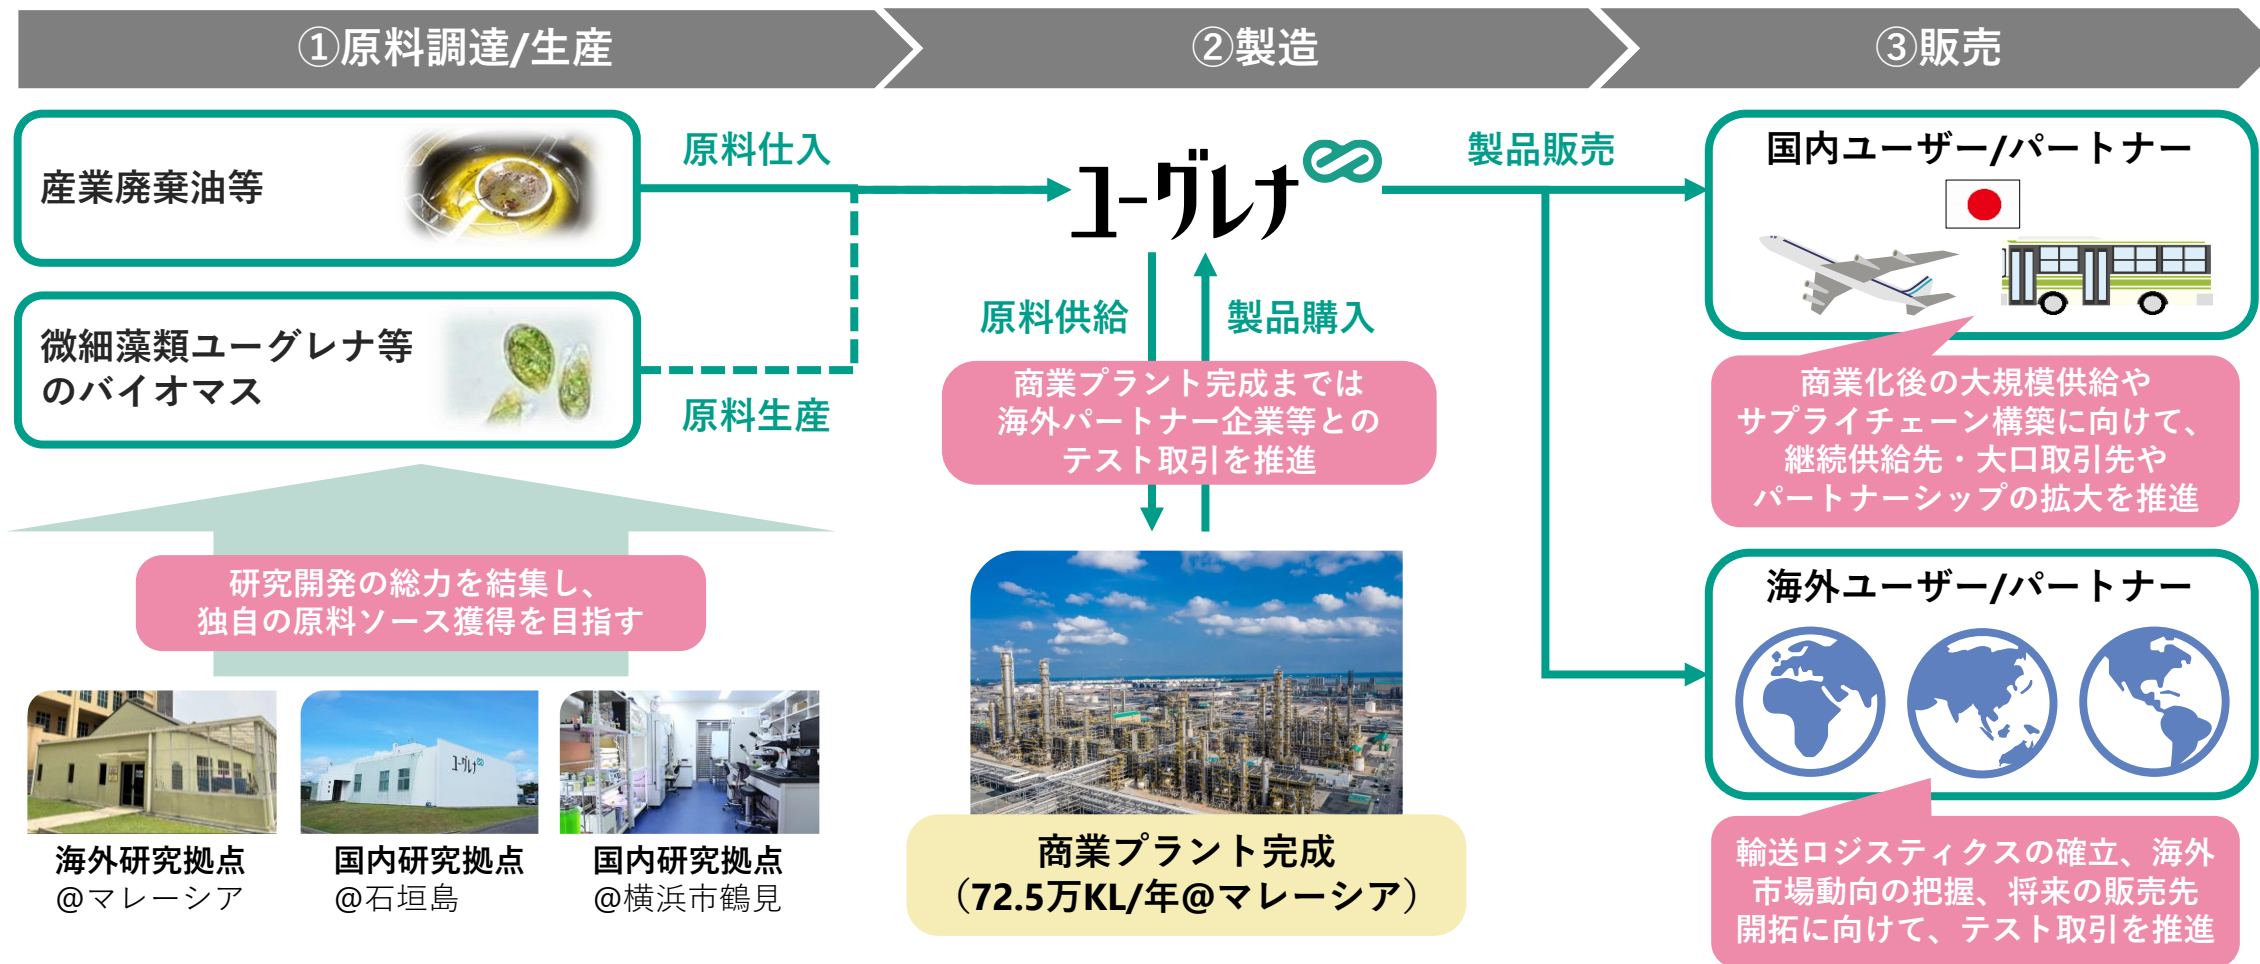 ①原料調達/生産
②製造
③販売
産業廃棄油等
微細藻類ユーグレナ等
のバイオマス
原料仕入
原料生産
研究開発の総力を結集し、
独自の原料ソース獲得を目指す
ユーグレナ
海外研究拠点
@マレーシア
国内研究拠点
@石垣島
国内研究拠点
@横浜市鶴見
ユーグレナ
原料供給
製品購入
商業プラント完成までは
海外パートナー企業等との
テスト取引を推進
商業プラント完成
（72.5万KL/年@マレーシア）
製品販売
国内ユーザー/パートナー
商業化後の大規模供給や
サプライチェーン構築に向けて、
継続供給先・大口取引先や
パートナーシップの拡大を推進
海外ユーザー/パートナー
輸送ロジスティクスの確立、海外
市場動向の把握、将来の販売先
開拓に向けて、テスト取引を推進